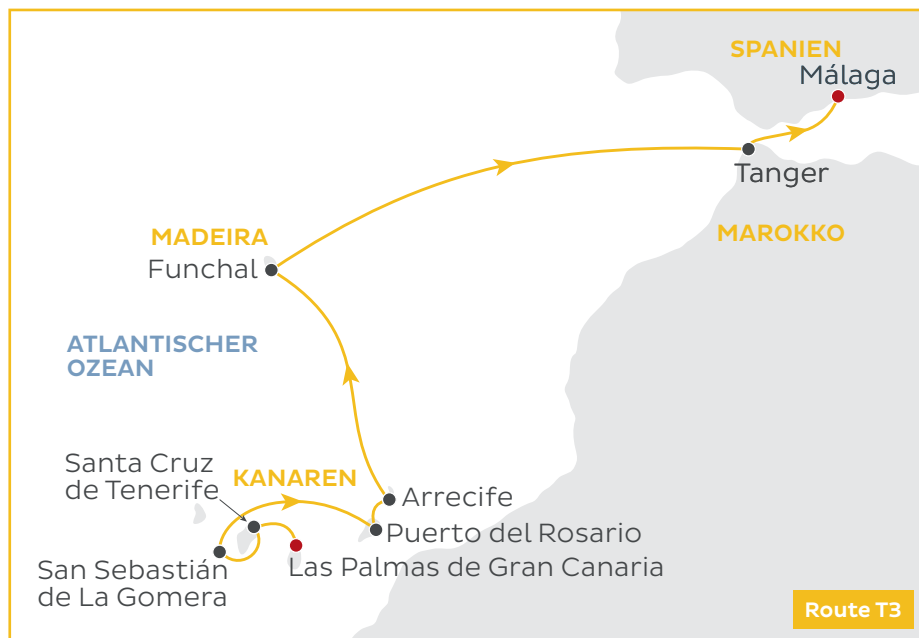 SPANIEN
Málaga
Tanger
MAROKKO
MADEIRA
Funchal
ATLANTISCHER
OZEAN
Santa Cruz
de Tenerife
KANAREN
Arrecife
Puerto del Rosario
Las Palmas de Gran Canaria
San Sebastián
de La Gomera
Route T3